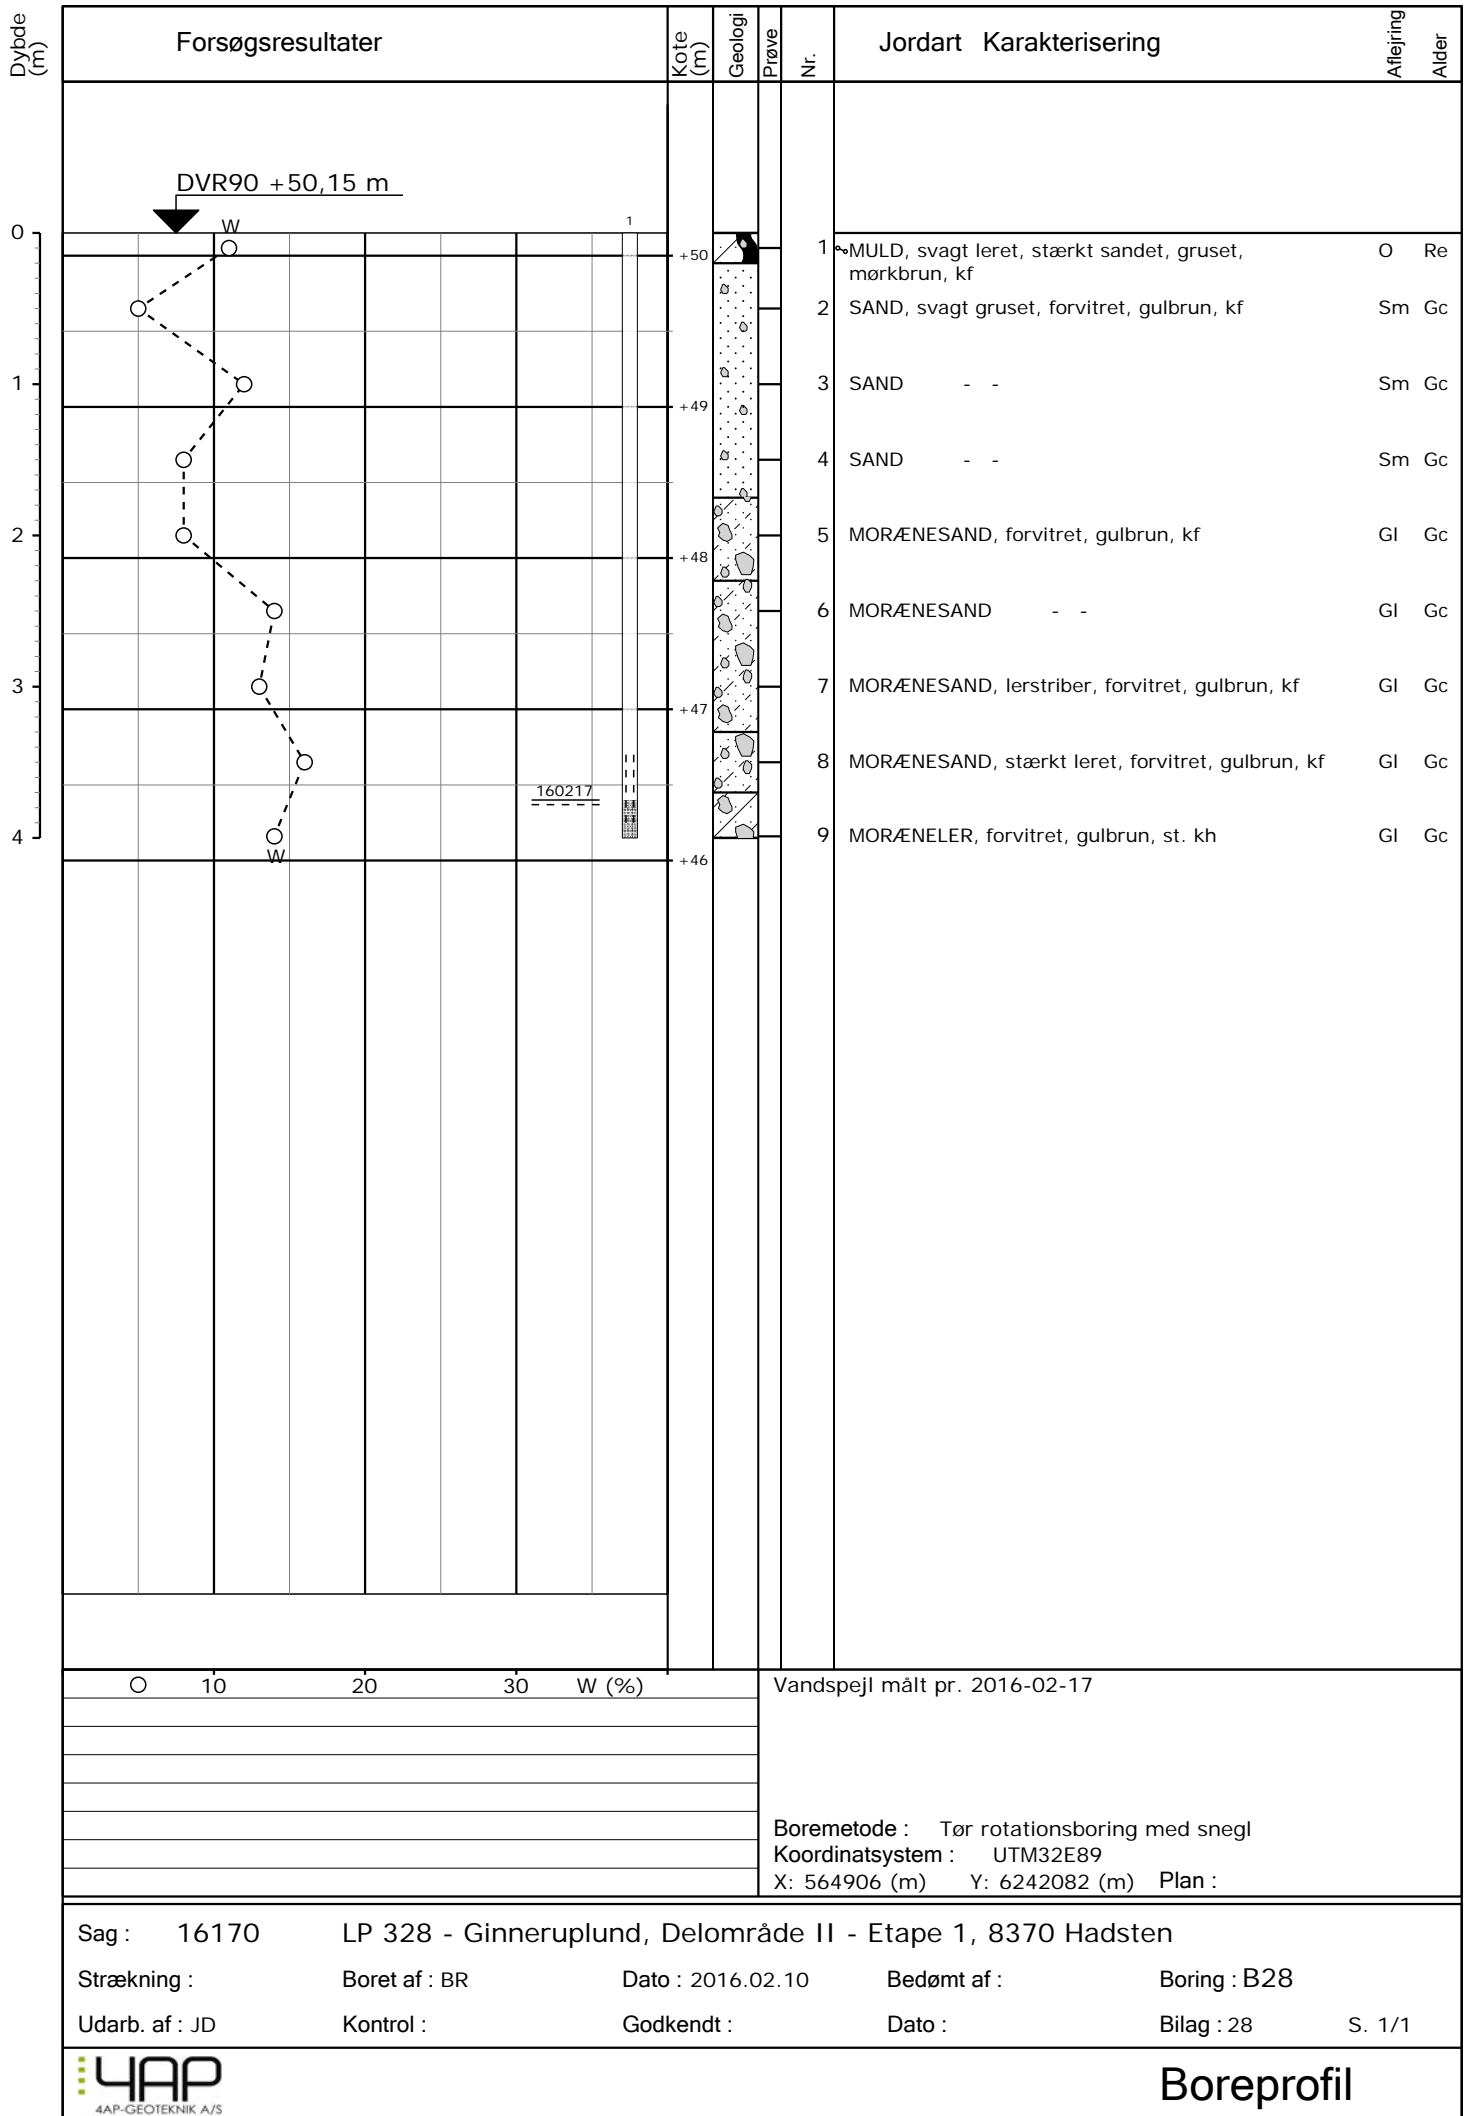 Dybde (m)
Forsøgsresultater
Kote (m)
Geologi
Prøve
Nr.
Jordart Karakterisering
Aflejring
Alder
DVR90 +50,15 m
W
1
0
+50
1 MULD, svagt leret, stærkt sandet, gruset, O Re
mørkbrun, kf
2 SAND, svagt gruset, forvitret, gulbrun, kf Sm Gc
1
3 SAND - - Sm Gc
+49
4 SAND - - Sm Gc
2
5 MORÆNESAND, forvitret, gulbrun, kf Gl Gc
+48
6 MORÆNESAND - - Gl Gc
3
7 MORÆNESAND, lerstriber, forvitret, gulbrun, kf Gl Gc
+47
8 MORÆNESAND, stærkt leret, forvitret, gulbrun, kf Gl Gc
160217
4
9 MORÆNELER, forvitret, gulbrun, st. kh Gl Gc
W
+46
10 20 30 W (%)
Vandspejl målt pr. 2016-02-17
Boremetode : Tør rotationsboring med snegl
Koordinatsystem : UTM32E89
X: 564906 (m) Y: 6242082 (m) Plan :
Sag : 16170 LP 328 - Ginneruplund, Delområde II - Etape 1, 8370 Hadsten
Strækning : Boret af : BR Dato : 2016.02.10 Bedømt af : Boring : B28
Udarb. af : JD Kontrol : Godkendt : Dato : Bilag : 28 S. 1/1
4AP
4AP-GEOTEKNIK A/S
Boreprofil